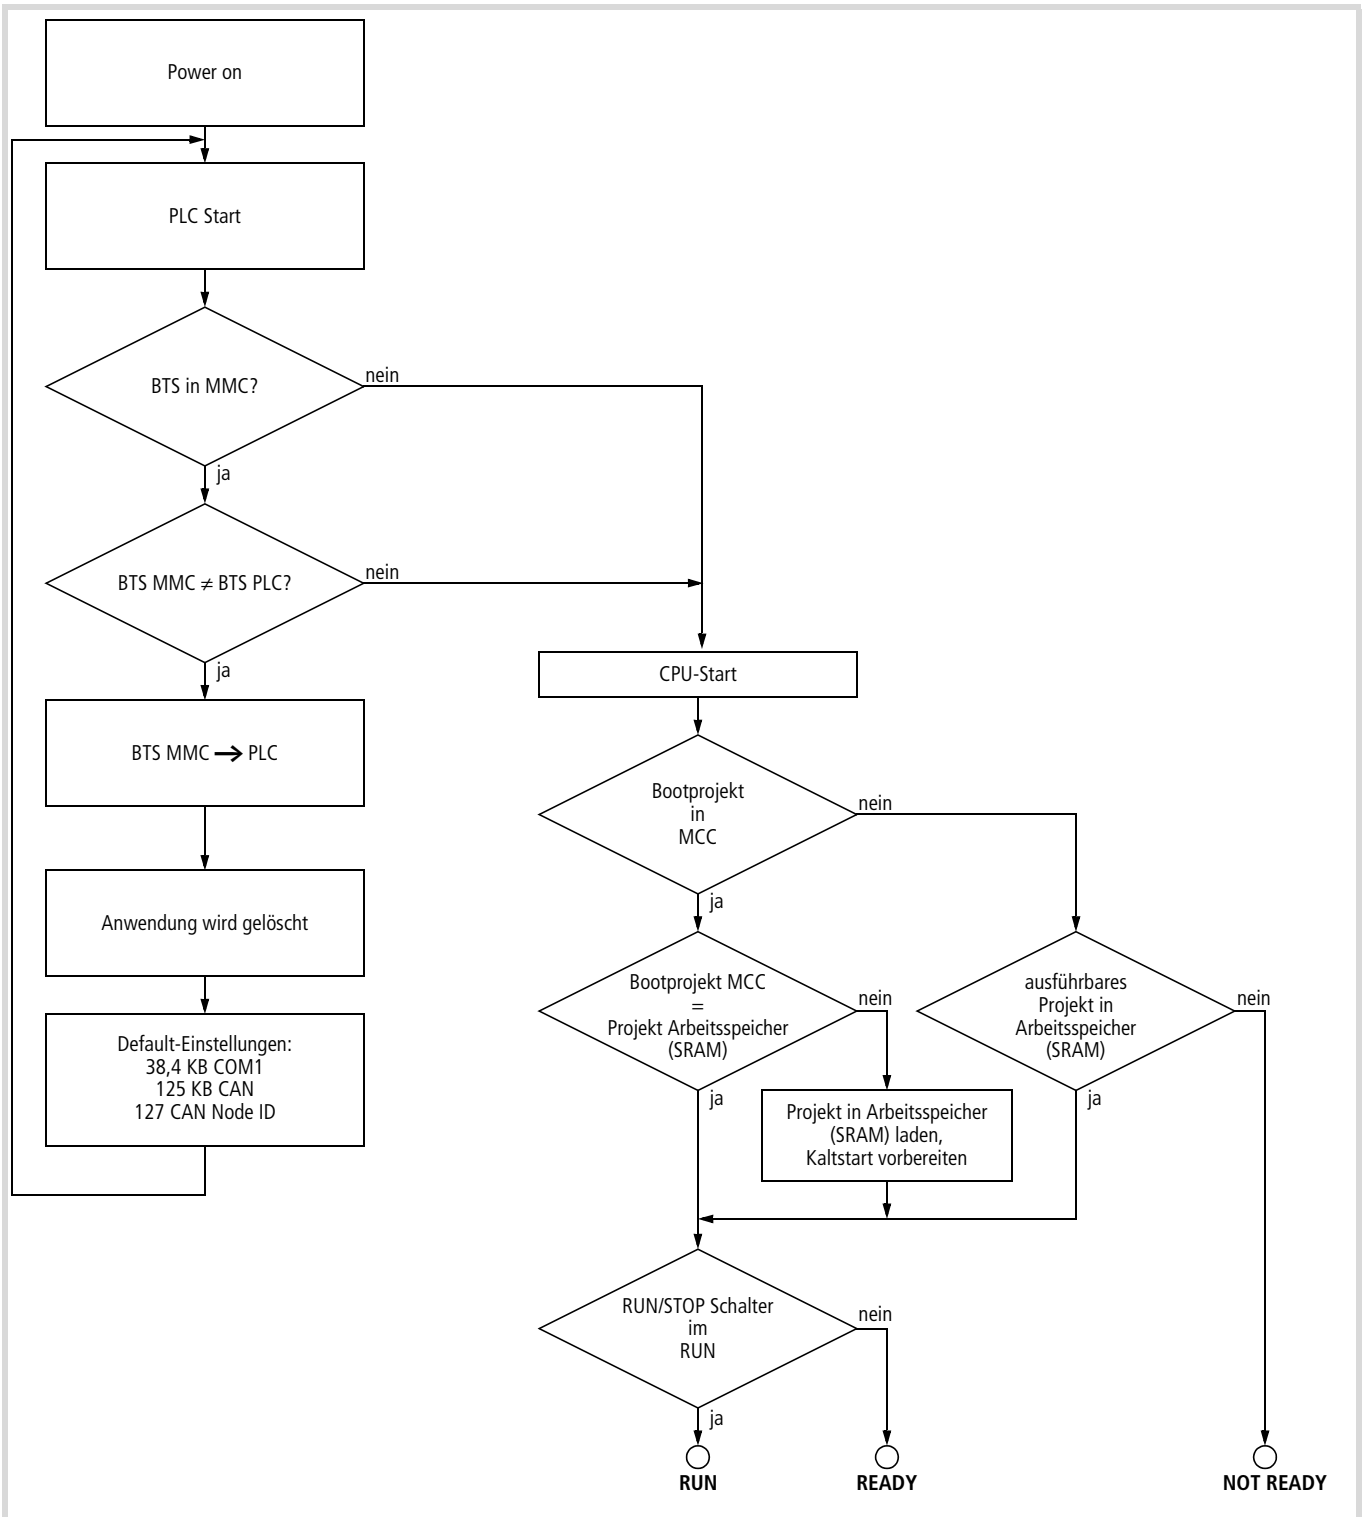 Power on
PLC Start
BTS in MMC?
nein
ja
BTS MMC ≠ BTS PLC?
nein
ja
BTS MMC → PLC
Anwendung wird gelöscht
Default-Einstellungen:
38,4 KB COM1
125 KB CAN
127 CAN Node ID
CPU-Start
Bootprojekt
in
MCC
nein
ja
Bootprojekt MCC
=
Projekt Arbeitsspeicher
(SRAM)
nein
ja
ausführbares
Projekt in
Arbeitsspeicher
(SRAM)
nein
ja
Projekt in Arbeitsspeicher
(SRAM) laden,
Kaltstart vorbereiten
RUN/STOP Schalter
im
RUN
nein
ja
RUN
READY
NOT READY